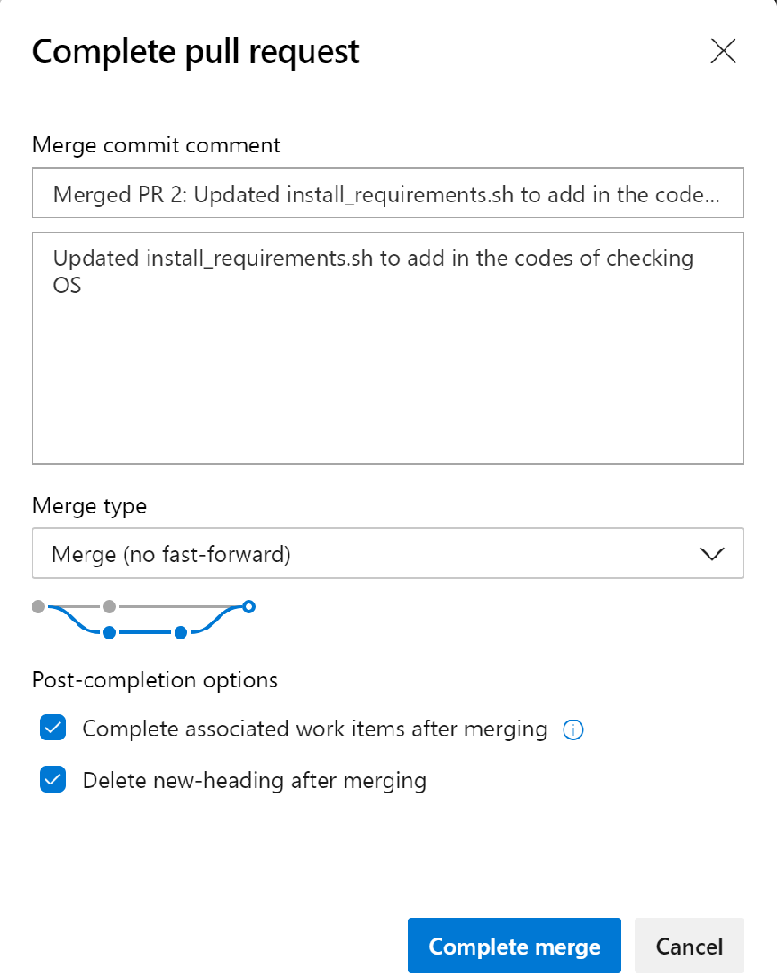 Complete pull request
Merge commit comment
Merged PR 2: Updated install_requirements.sh to add in the code...
Updated install_requirements.sh to add in the codes of checking
OS
Merge type
Merge (no fast-forward)
Post-completion options
Complete associated work items after merging
Delete new-heading after merging
Complete merge
Cancel